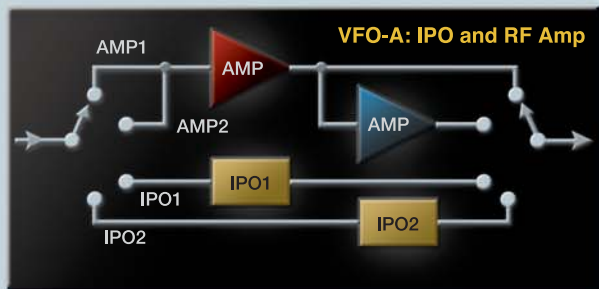 VFO-A: IPO and RF Amp
AMP1
AMP
AMP2
AMP
IPO1
IPO1
IPO2
IPO2